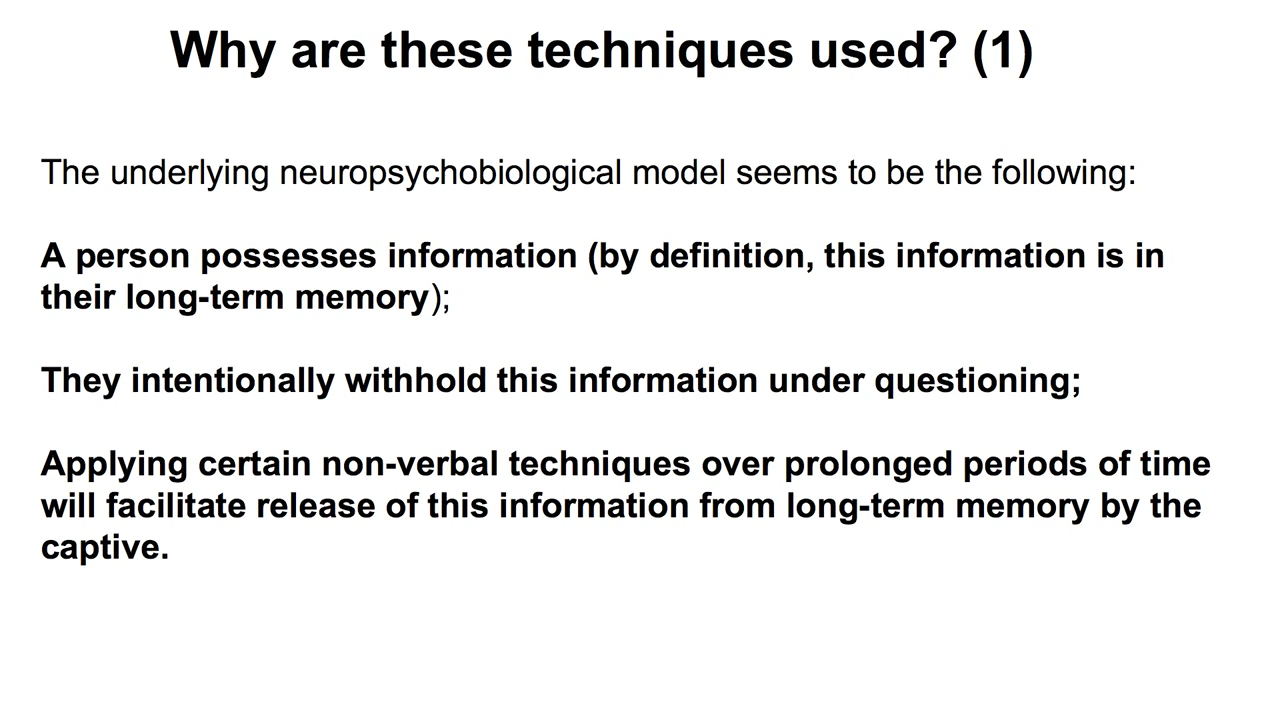 Why are these techniques used? (1)
The underlying neuropsychobiological model seems to be the following:
A person possesses information (by definition, this information is in
their long-term memory);
They intentionally withhold this information under questioning;
Applying certain non-verbal techniques over prolonged periods of time
will facilitate release of this information from long-term memory by the
captive.